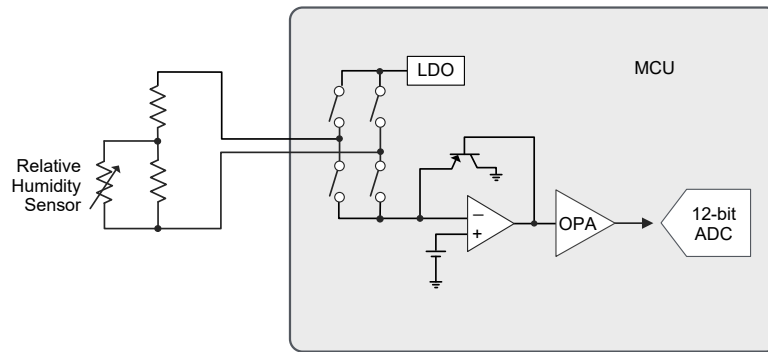 LDO
MCU
Relative
Humidity
Sensor
–
+
OPA
12-bit
ADC